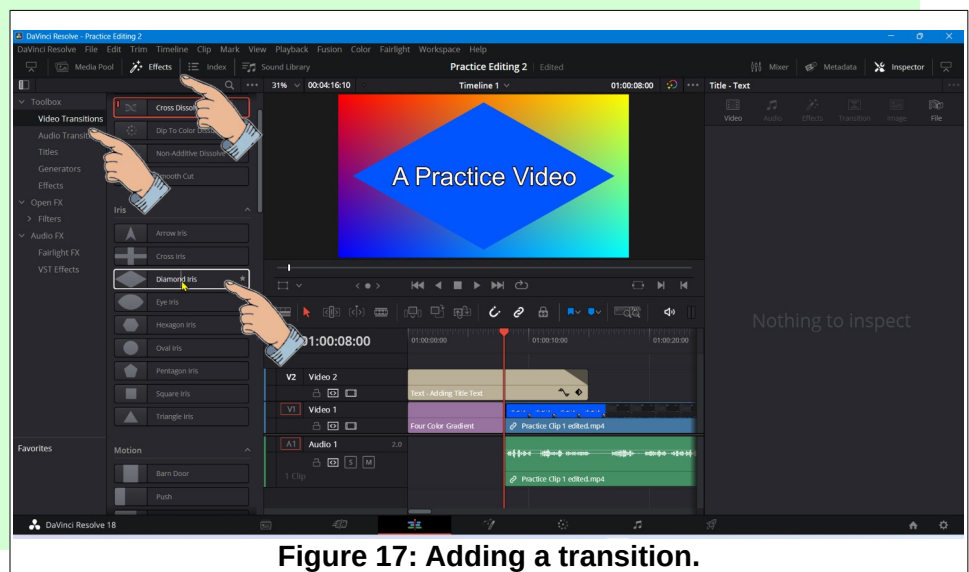 DaVinci Resolve - Practice Editing 2
DaVinci Resolve File Edit Trim Timeline Clip Mark View Playback Fusion Color Fairlight Workspace Help
Media Pool Effects Index Sound Library Practice Editing 2 Edited Mixer Metadata Inspector
31% 00:04:16:10 Timeline 1 01:00:08:00 Title - Text
Toolbox
Video Transitions
Audio
Titles
Generators
Effects
Open FX
Filters
Audio FX
Fairlight FX
VST Effects
Favorites
Cross
Dip To Color
Non-Additive Dissolve
Cut
Iris
Arrow Iris
Cross Iris
Diamond Iris
Eye Iris
Hexagon Iris
Oval Iris
Pentagon Iris
Square Iris
Triangle Iris
Motion
Barn Door
Push
A Practice Video
Video Audio Effects Transition Image File
Nothing to inspect
01:00:08:00 01:00:00:00 01:00:10:00 01:00:20:00
V2 Video 2
Text - Adding Title Text
V1 Video 1
Four Color Gradient Practice Clip 1 edited.mp4
A1 Audio 1 2.0
S M
1 Clip Practice Clip 1 edited.mp4
DaVinci Resolve 18
Figure 17: Adding a transition.